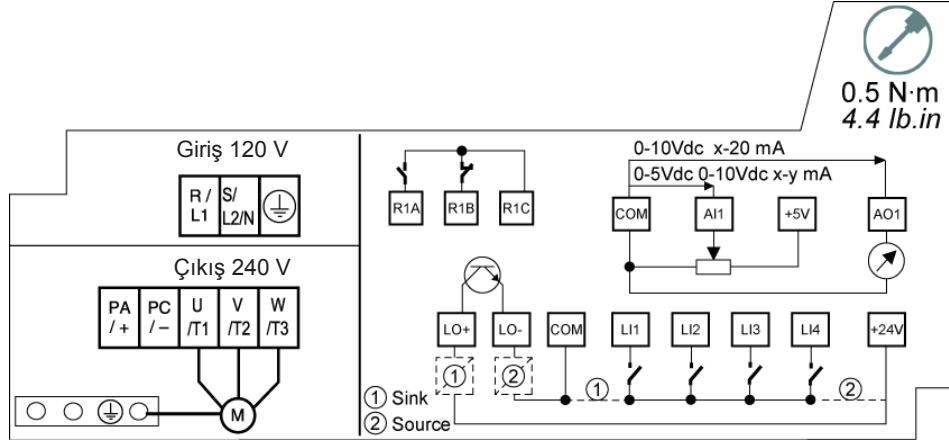 0.5 N·m
4.4 lb.in
Giriş 120 V
R / L1
S/ L2/N
Çıkış 240 V
PA / +
PC / –
U /T1
V /T2
W /T3
M
R1A
R1B
R1C
0-10Vdc x-20 mA
0-5Vdc 0-10Vdc x-y mA
COM
AI1
+5V
AO1
LO+
LO-
COM
LI1
LI2
LI3
LI4
+24V
①
②
①
②
① Sink
② Source